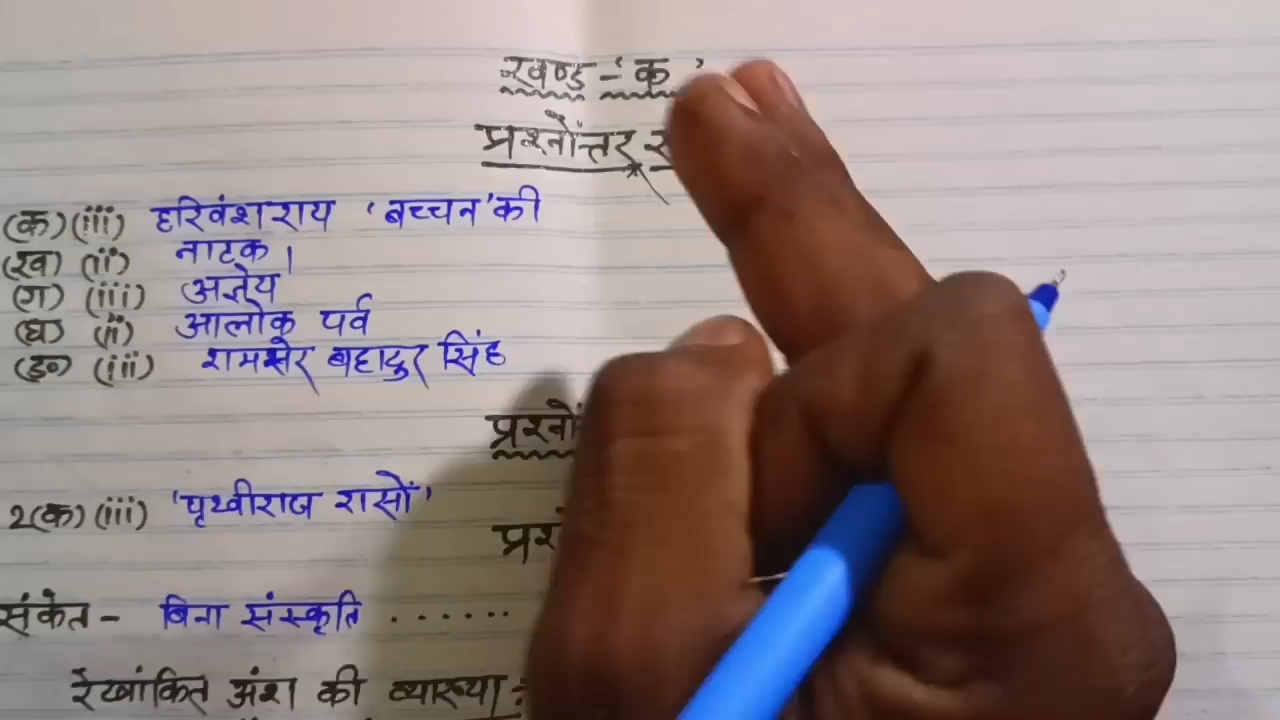 खण्ड - 'क'
प्रश्नोंत्तर
(क) (iii) हरिवंशराय 'बच्चन' की
(ख) (ii) नाटक।
(ग) (iii) अज्ञेय
(घ) (ii) आलोक पर्व
(ङ) (iii) शमसेर बहादुर सिंह
2(क) (iii) 'पृथ्वीराज रासों'
संकेत - बिना संस्कृति ......
रेखांकित अंश की व्याख्या :